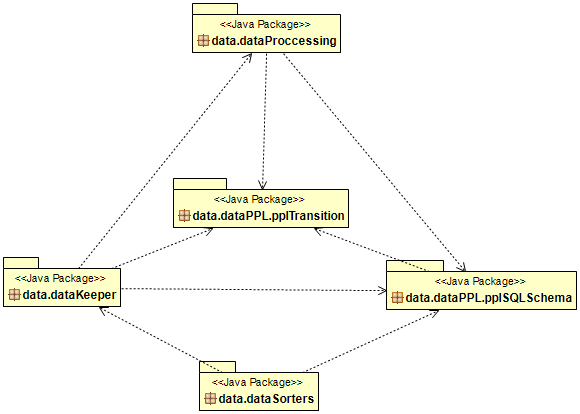 <<Java Package>>
data.dataProccessing
<<Java Package>>
data.dataPPL.pplTransition
<<Java Package>>
data.dataKeeper
<<Java Package>>
data.dataPPL.pplSQLSchema
<<Java Package>>
data.dataSorters